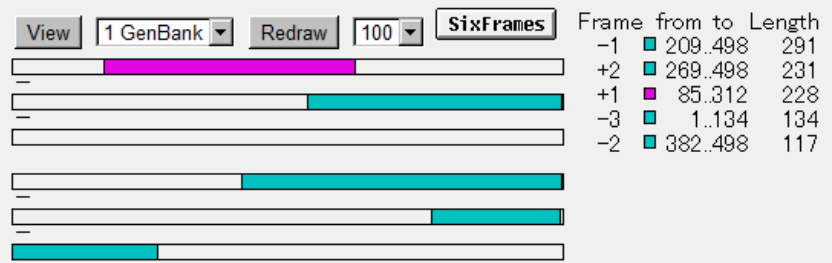 View 1 GenBank Redraw 100 SixFrames
Frame from to Length
-1 209..498 291
+2 269..498 231
+1 85..312 228
-3 1..134 134
-2 382..498 117